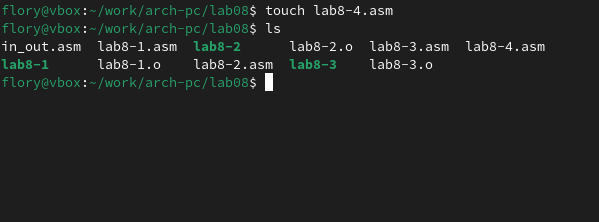 flory@vbox:~/work/arch-pc/lab08$ touch lab8-4.asm
flory@vbox:~/work/arch-pc/lab08$ ls
in_out.asm  lab8-1.asm  lab8-2      lab8-2.o  lab8-3.asm  lab8-4.asm
lab8-1      lab8-1.o    lab8-2.asm  lab8-3    lab8-3.o
flory@vbox:~/work/arch-pc/lab08$